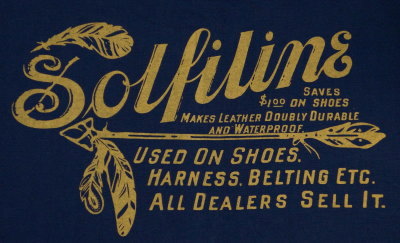 Solfiline
SAVES
$1.00 ON SHOES
MAKES LEATHER DOUBLY DURABLE
AND WATERPROOF.
USED ON SHOES.
HARNESS. BELTING ETC.
ALL DEALERS SELL IT.